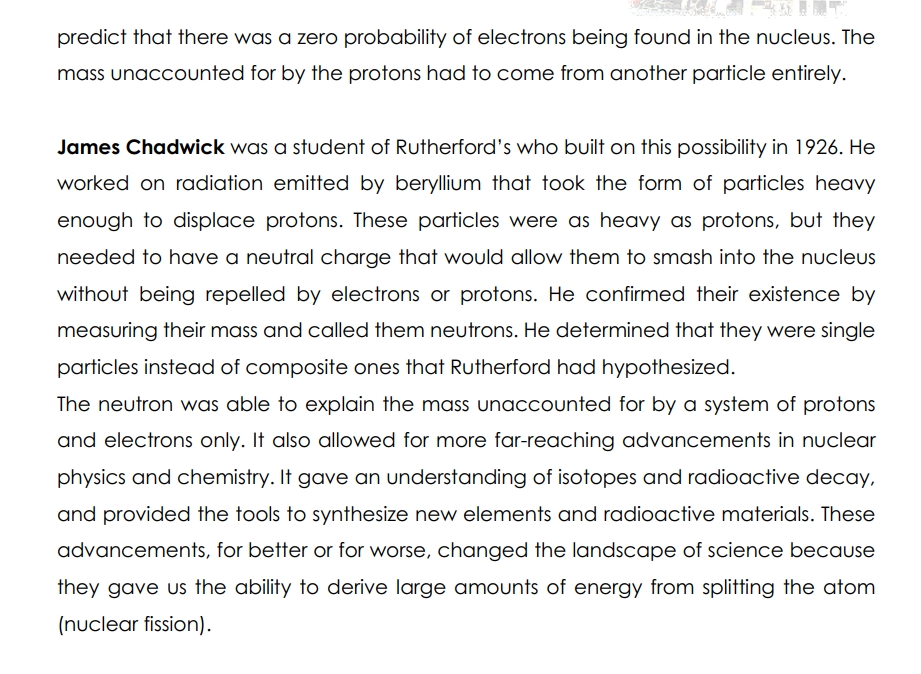 predict that there was a zero probability of electrons being found in the nucleus. The
mass unaccounted for by the protons had to come from another particle entirely.
James Chadwick was a student of Rutherford’s who built on this possibility in 1926. He
worked on radiation emitted by beryllium that took the form of particles heavy
enough to displace protons. These particles were as heavy as protons, but they
needed to have a neutral charge that would allow them to smash into the nucleus
without being repelled by electrons or protons. He confirmed their existence by
measuring their mass and called them neutrons. He determined that they were single
particles instead of composite ones that Rutherford had hypothesized.
The neutron was able to explain the mass unaccounted for by a system of protons
and electrons only. It also allowed for more far-reaching advancements in nuclear
physics and chemistry. It gave an understanding of isotopes and radioactive decay,
and provided the tools to synthesize new elements and radioactive materials. These
advancements, for better or for worse, changed the landscape of science because
they gave us the ability to derive large amounts of energy from splitting the atom
(nuclear fission).